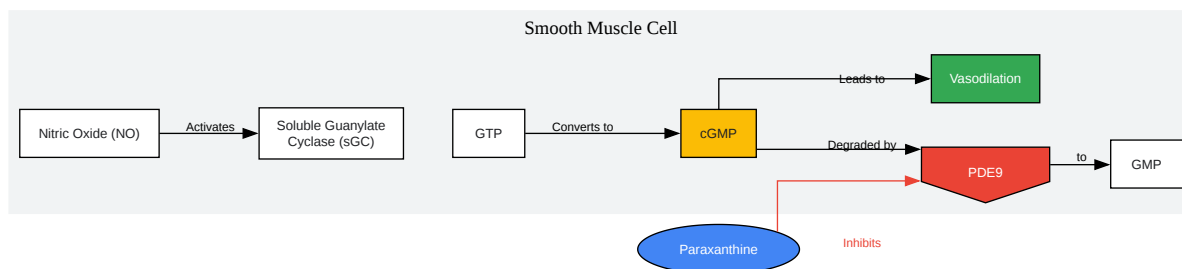 Smooth Muscle Cell
Nitric Oxide (NO)
Activates
Soluble Guanylate
Cyclase (sGC)
GTP
Converts to
cGMP
Leads to
Vasodilation
Degraded by
PDE9
to
GMP
Paraxanthine
Inhibits